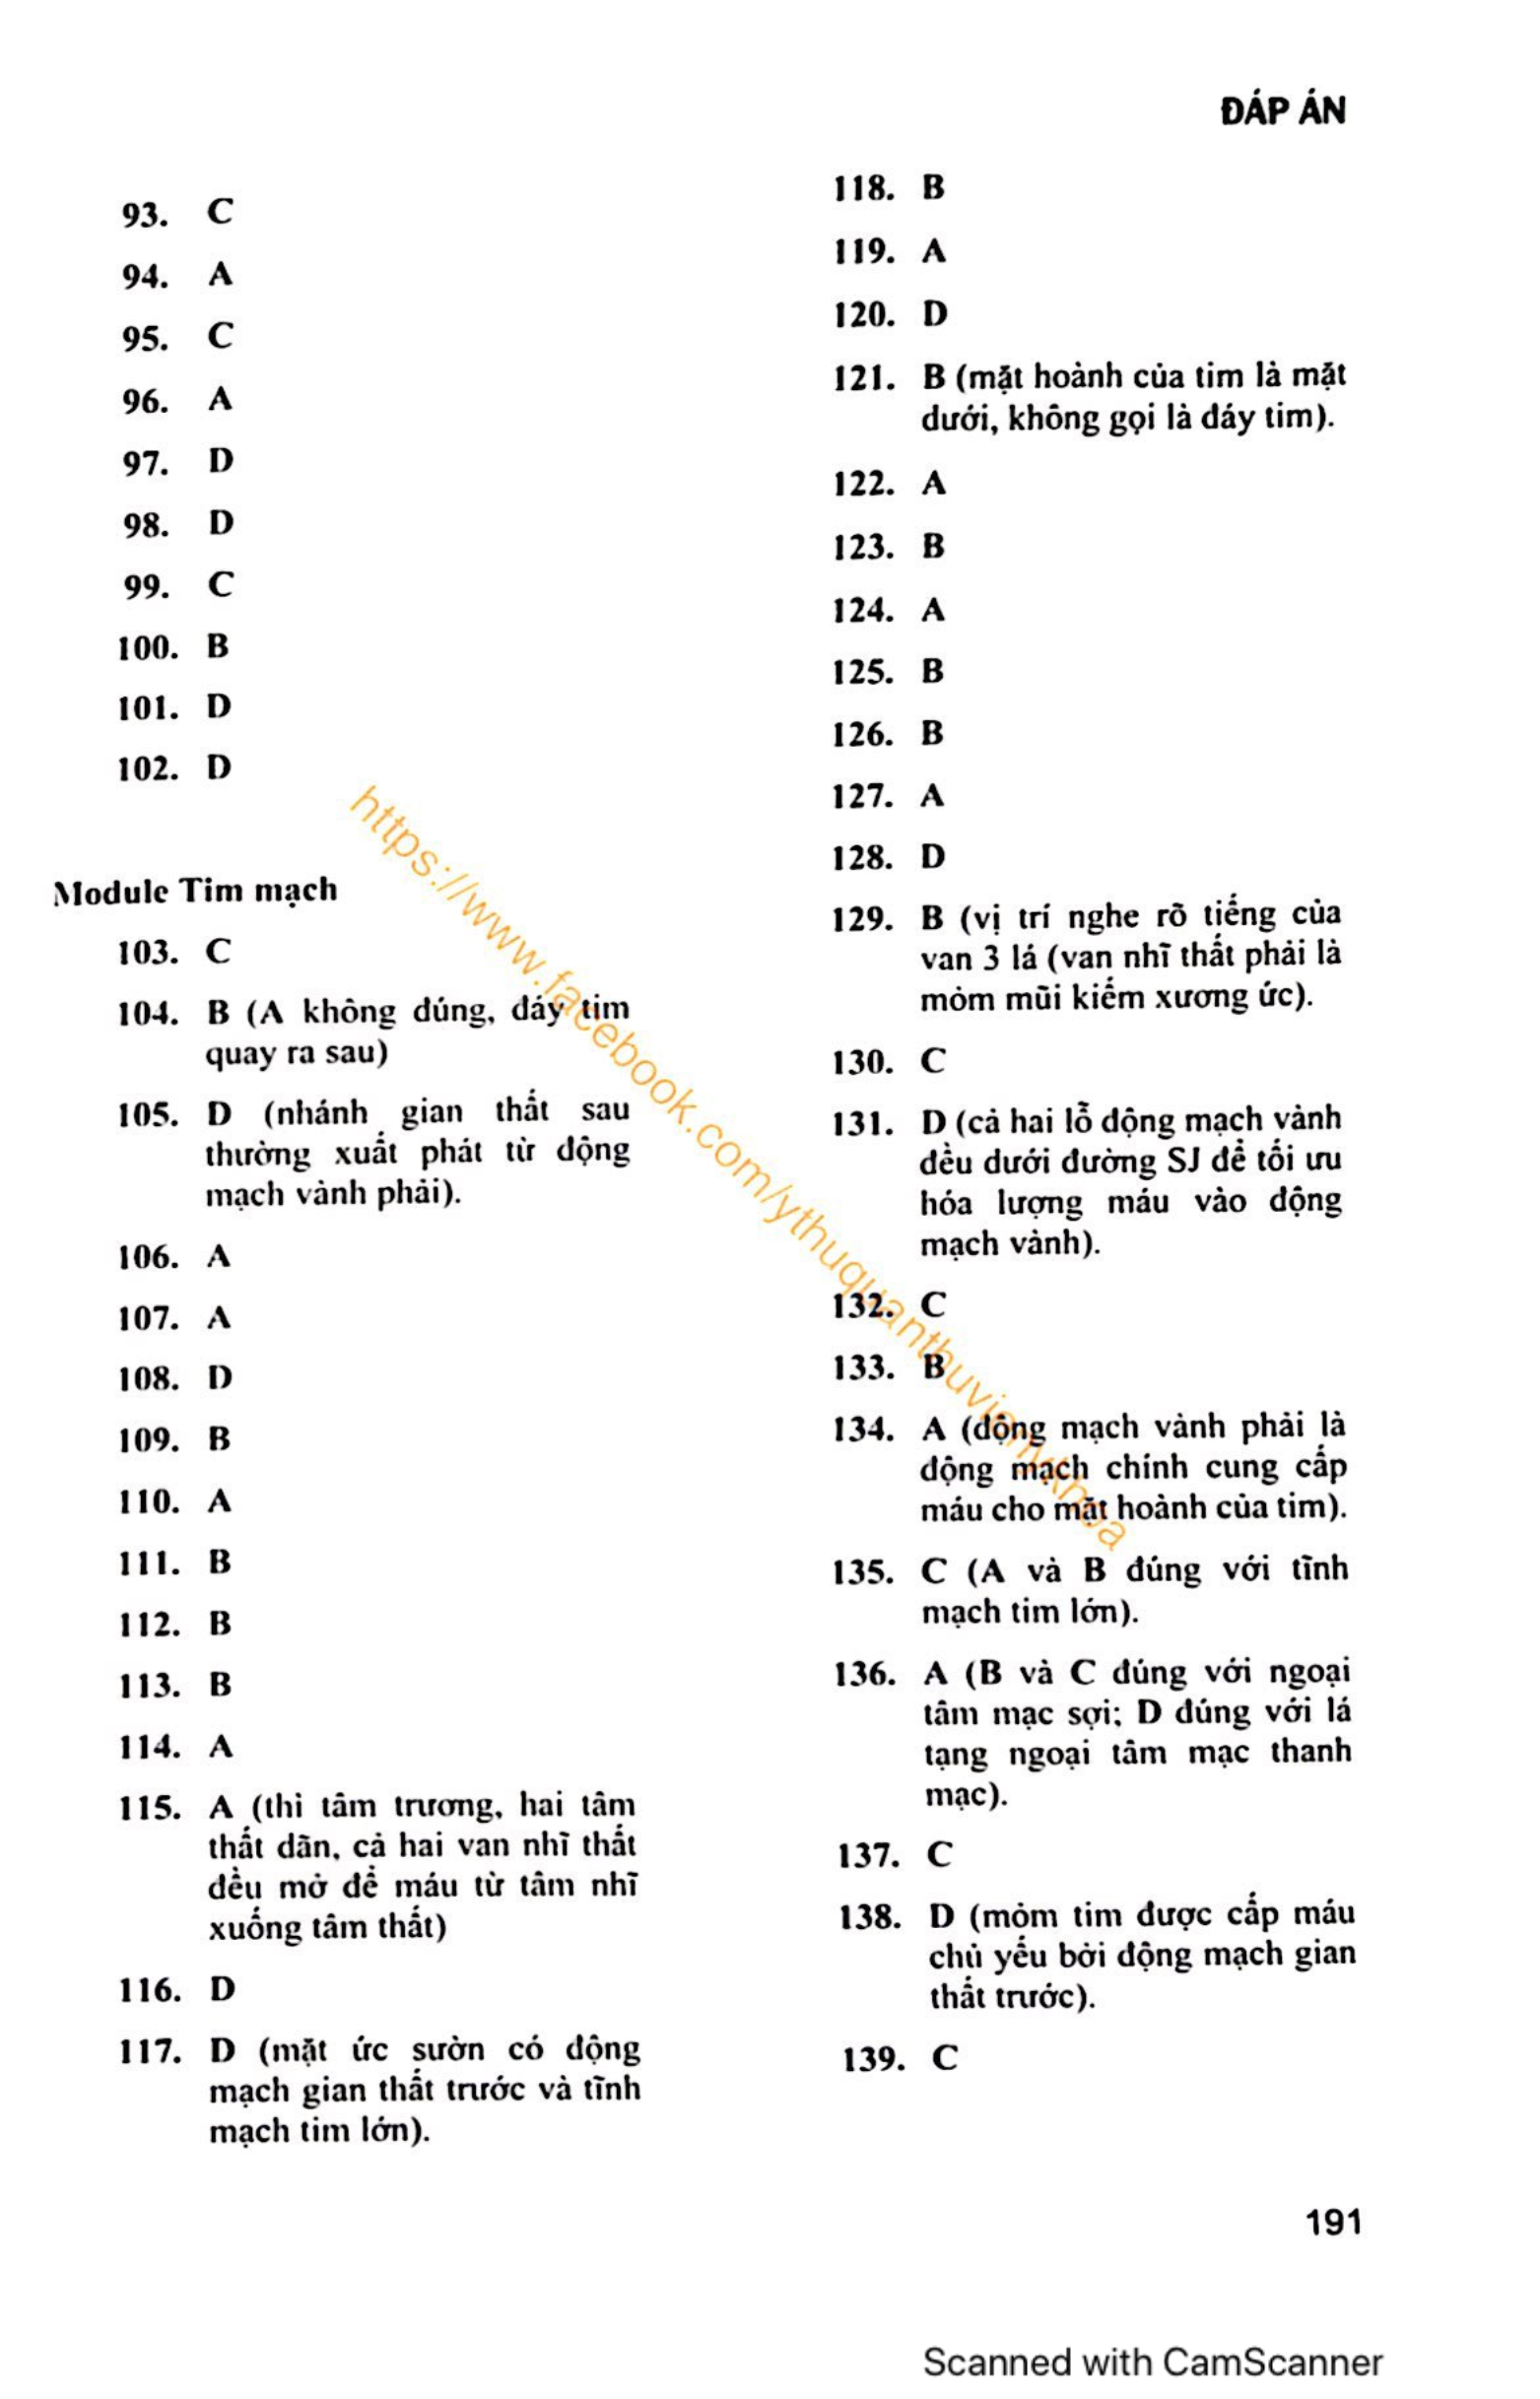 ĐÁP ÁN
93. C
94. A
95. C
96. A
97. D
98. D
99. C
100. B
101. D
102. D
Module Tim mạch
103. C
104. B (A không đúng, đáy tim
quay ra sau)
105. D (nhánh gian thất sau
thường xuất phát từ động
mạch vành phải).
106. A
107. A
108. D
109. B
110. A
111. B
112. B
113. B
114. A
115. A (thì tâm trương, hai tâm
thất dãn, cả hai van nhĩ thất
đều mở để máu từ tâm nhĩ
xuống tâm thất)
116. D
117. D (mặt ức sườn có động
mạch gian thất trước và tĩnh
mạch tim lớn).
118. B
119. A
120. D
121. B (mặt hoành của tim là mặt
dưới, không gọi là đáy tim).
122. A
123. B
124. A
125. B
126. B
127. A
128. D
129. B (vị trí nghe rõ tiếng của
van 3 lá (van nhĩ thất phải là
mỏm mũi kiếm xương ức).
130. C
131. D (cả hai lỗ động mạch vành
đều dưới đường SJ để tối ưu
hóa lượng máu vào động
mạch vành).
132. C
133. B
134. A (động mạch vành phải là
động mạch chính cung cấp
máu cho mặt hoành của tim).
135. C (A và B đúng với tĩnh
mạch tim lớn).
136. A (B và C đúng với ngoại
tâm mạc sợi; D đúng với lá
tạng ngoại tâm mạc thanh
mạc).
137. C
138. D (mỏm tim được cấp máu
chủ yếu bởi động mạch gian
thất trước).
139. C
https://www.facebook.com/ythuquanthuvienykhoa
191
Scanned with CamScanner